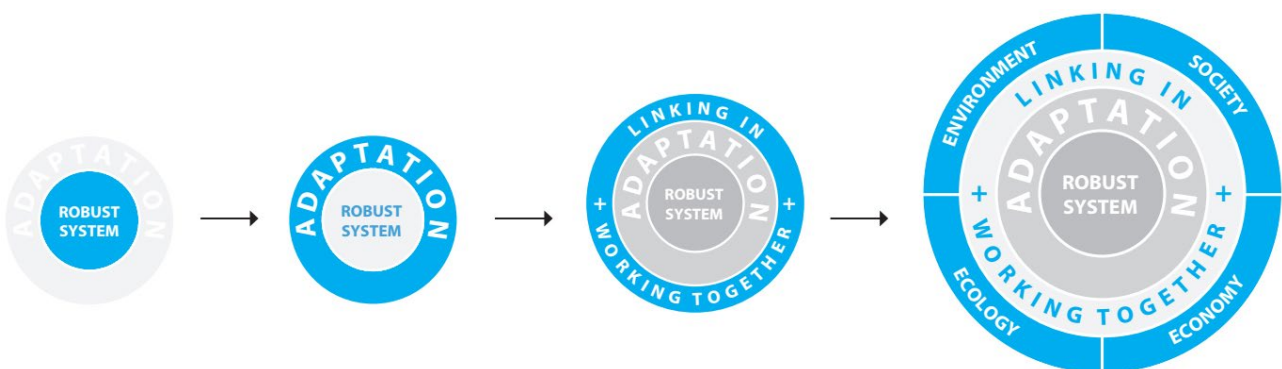 ADAPTATION
ROBUST
SYSTEM
ADAPTATION
ROBUST
SYSTEM
LINKING IN
+ WORKING TOGETHER +
ADAPTATION
ROBUST
SYSTEM
ENVIRONMENT
SOCIETY
ECOLOGY
ECONOMY
LINKING IN
+ WORKING TOGETHER +
ADAPTATION
ROBUST
SYSTEM